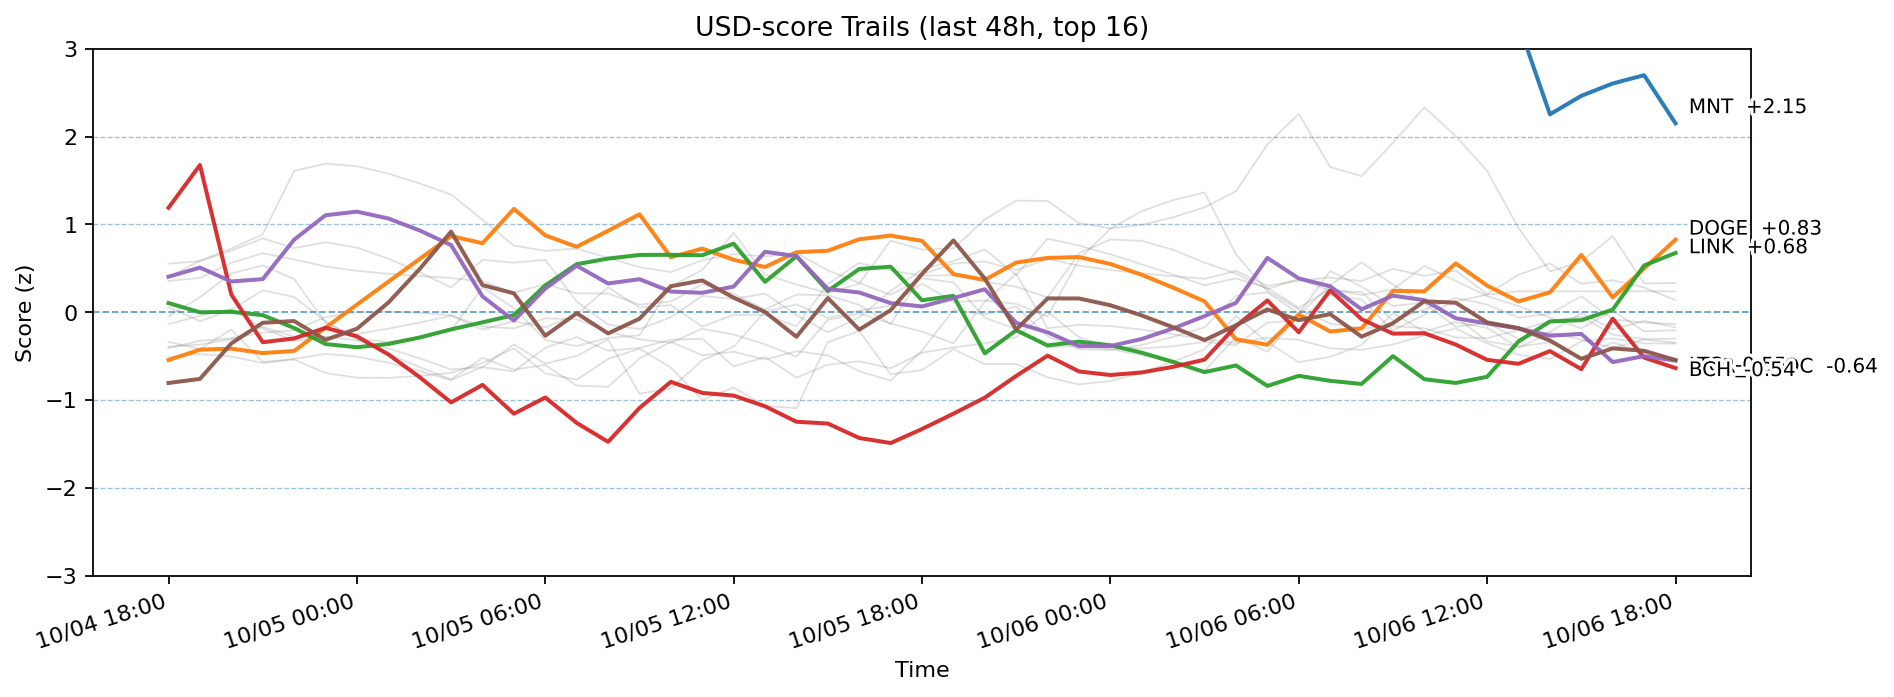 USD-score Trails (last 48h, top 16)
3
2
1
0
−1
−2
−3
Score (z)
MNT +2.15
DOGE +0.83
LINK +0.68
-0.64
BCH -0.54
10/04 18:00
10/05 00:00
10/05 06:00
10/05 12:00
10/05 18:00
10/06 00:00
10/06 06:00
10/06 12:00
10/06 18:00
Time